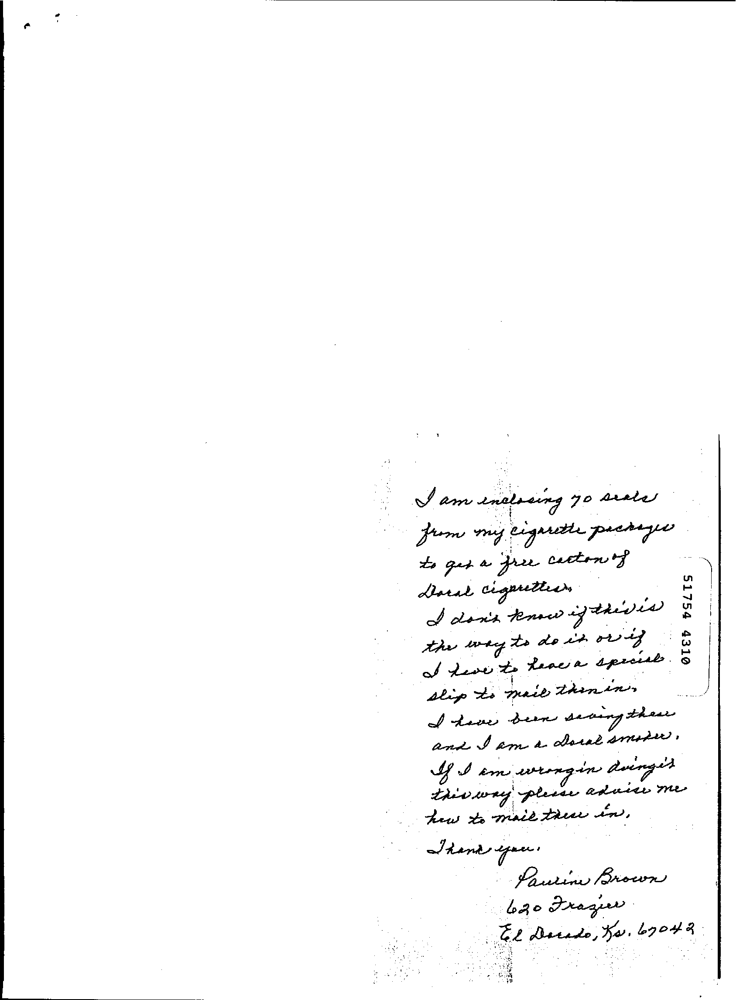 I am enclosing 70 seals
from my cigarette packages
to get a free carton of
Doral cigarettes.
I don't know if this is
the way to do it or if
I have to have a special
slip to mail them in.
I have been saving these
and I am a Doral smoker.
If I am wrong in doing it
this way please advise me
how to mail these in.
Thank you.
Pauline Brown
620 Frazier
El Dorado, Ks. 67042
51754 4310